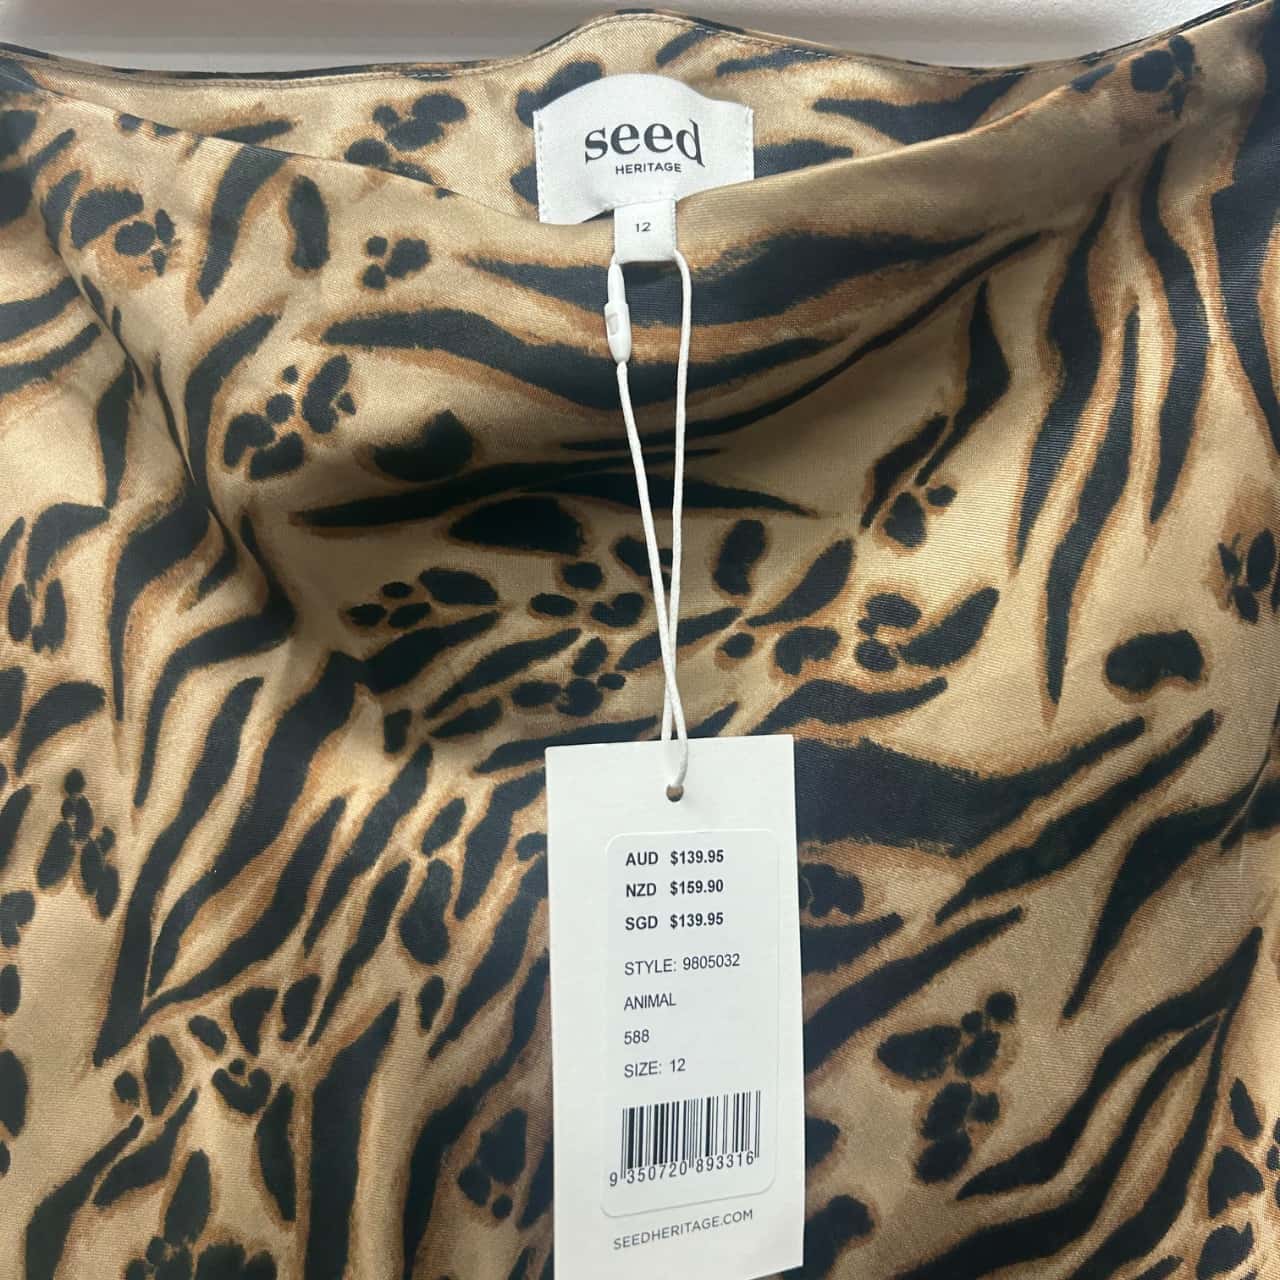 seed
HERITAGE
12
AUD $139.95
NZD $159.90
SGD $139.95
STYLE: 9805032
ANIMAL
588
SIZE: 12
9 350720 893316
SEEDHERITAGE.COM